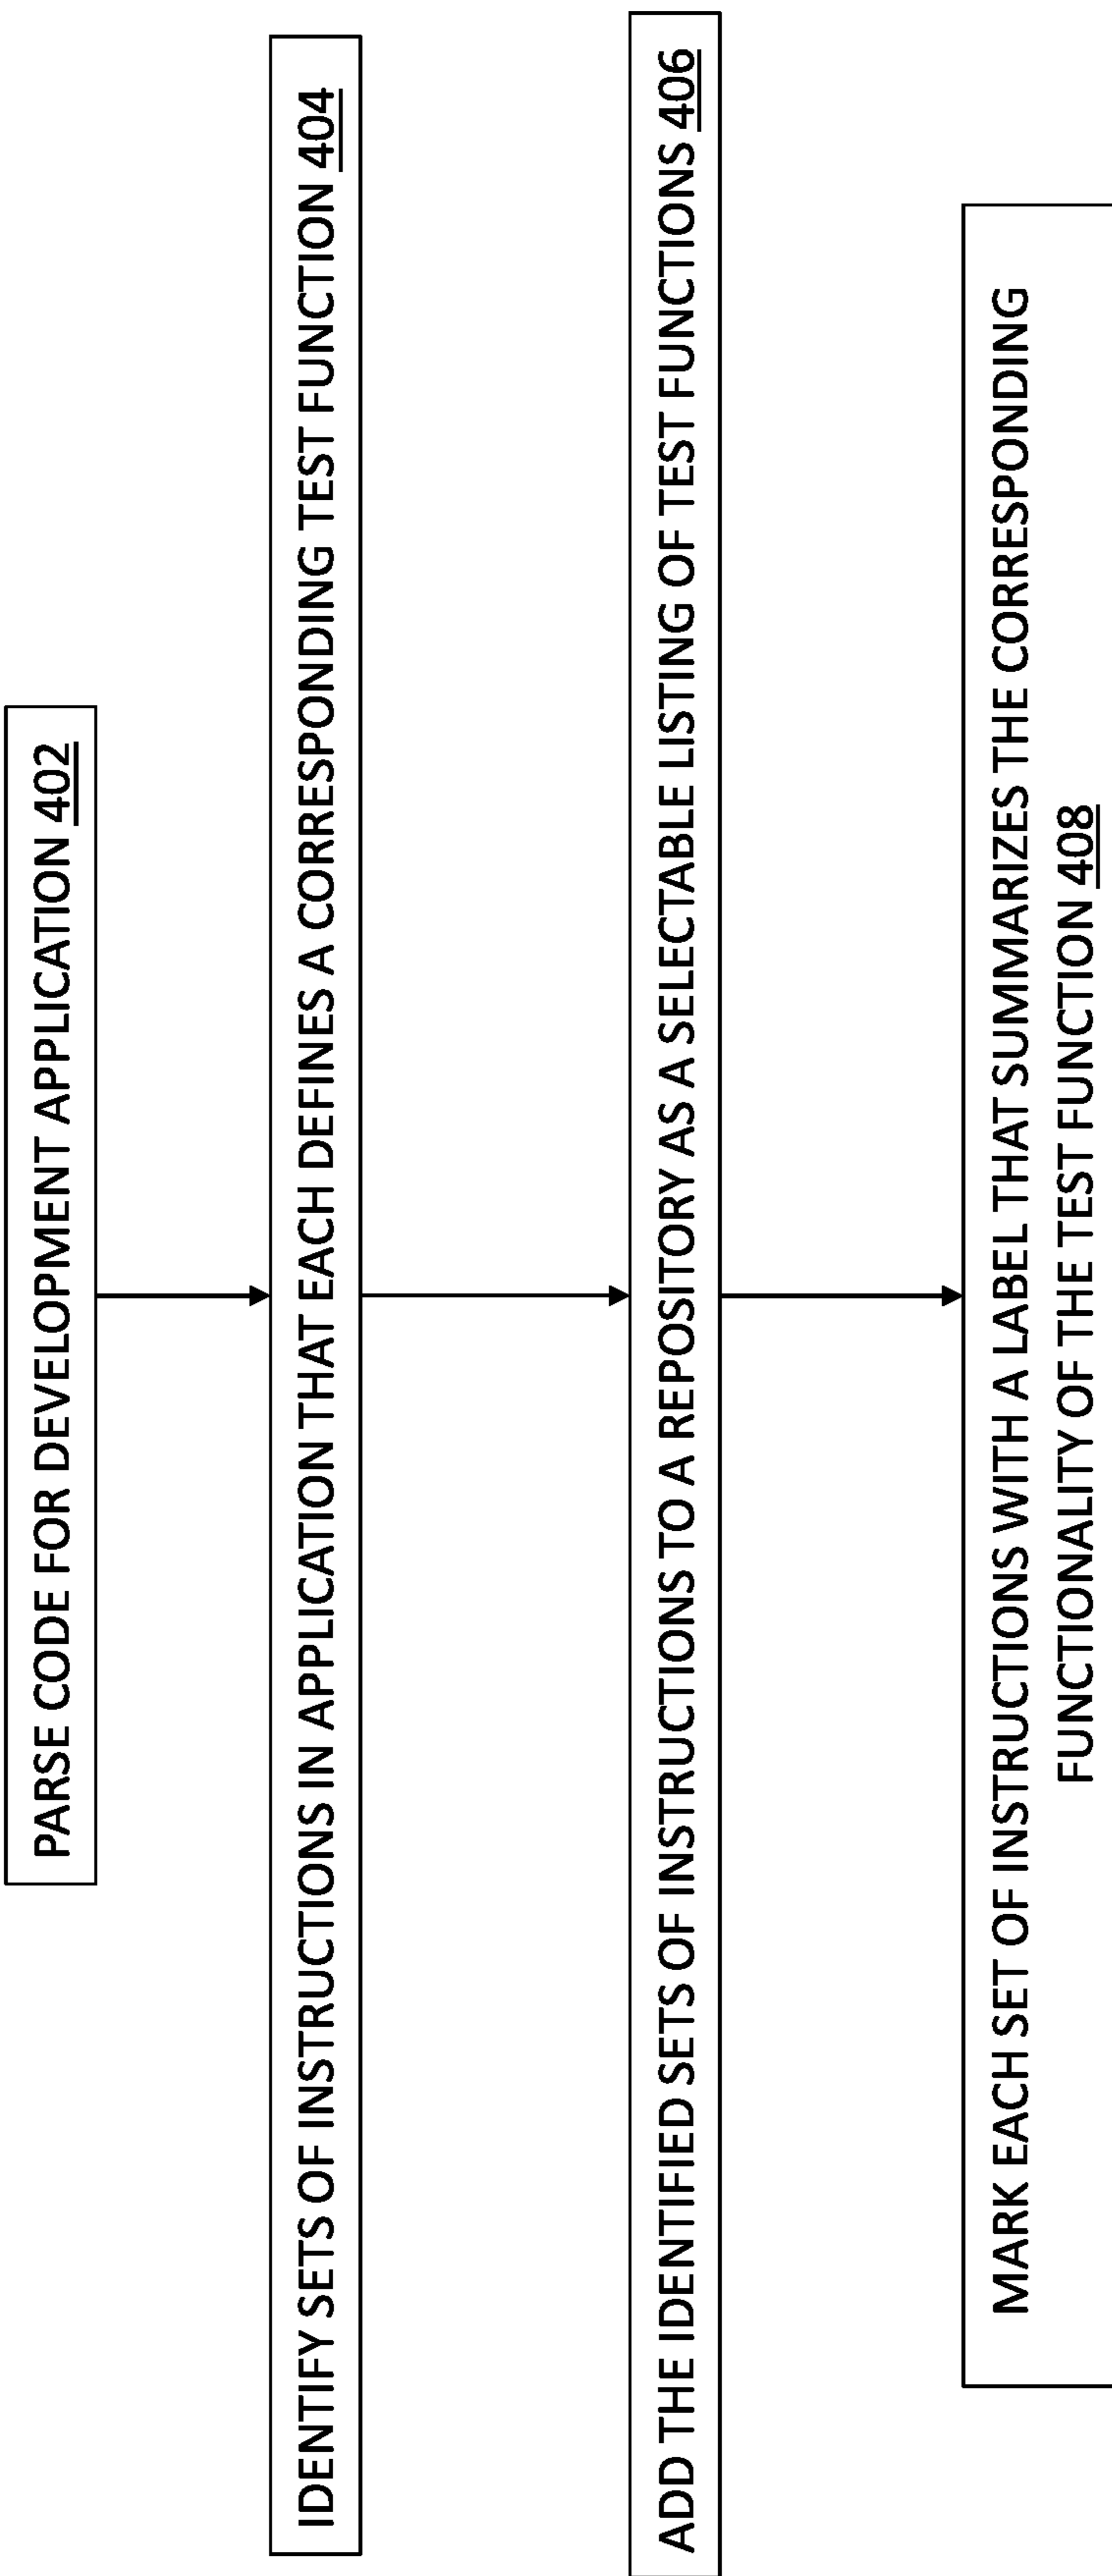 PARSE CODE FOR DEVELOPMENT APPLICATION 402
IDENTIFY SETS OF INSTRUCTIONS IN APPLICATION THAT EACH DEFINES A CORRESPONDING TEST FUNCTION 404
ADD THE IDENTIFIED SETS OF INSTRUCTIONS TO A REPOSITORY AS A SELECTABLE LISTING OF TEST FUNCTIONS 406
MARK EACH SET OF INSTRUCTIONS WITH A LABEL THAT SUMMARIZES THE CORRESPONDING
FUNCTIONALITY OF THE TEST FUNCTION 408